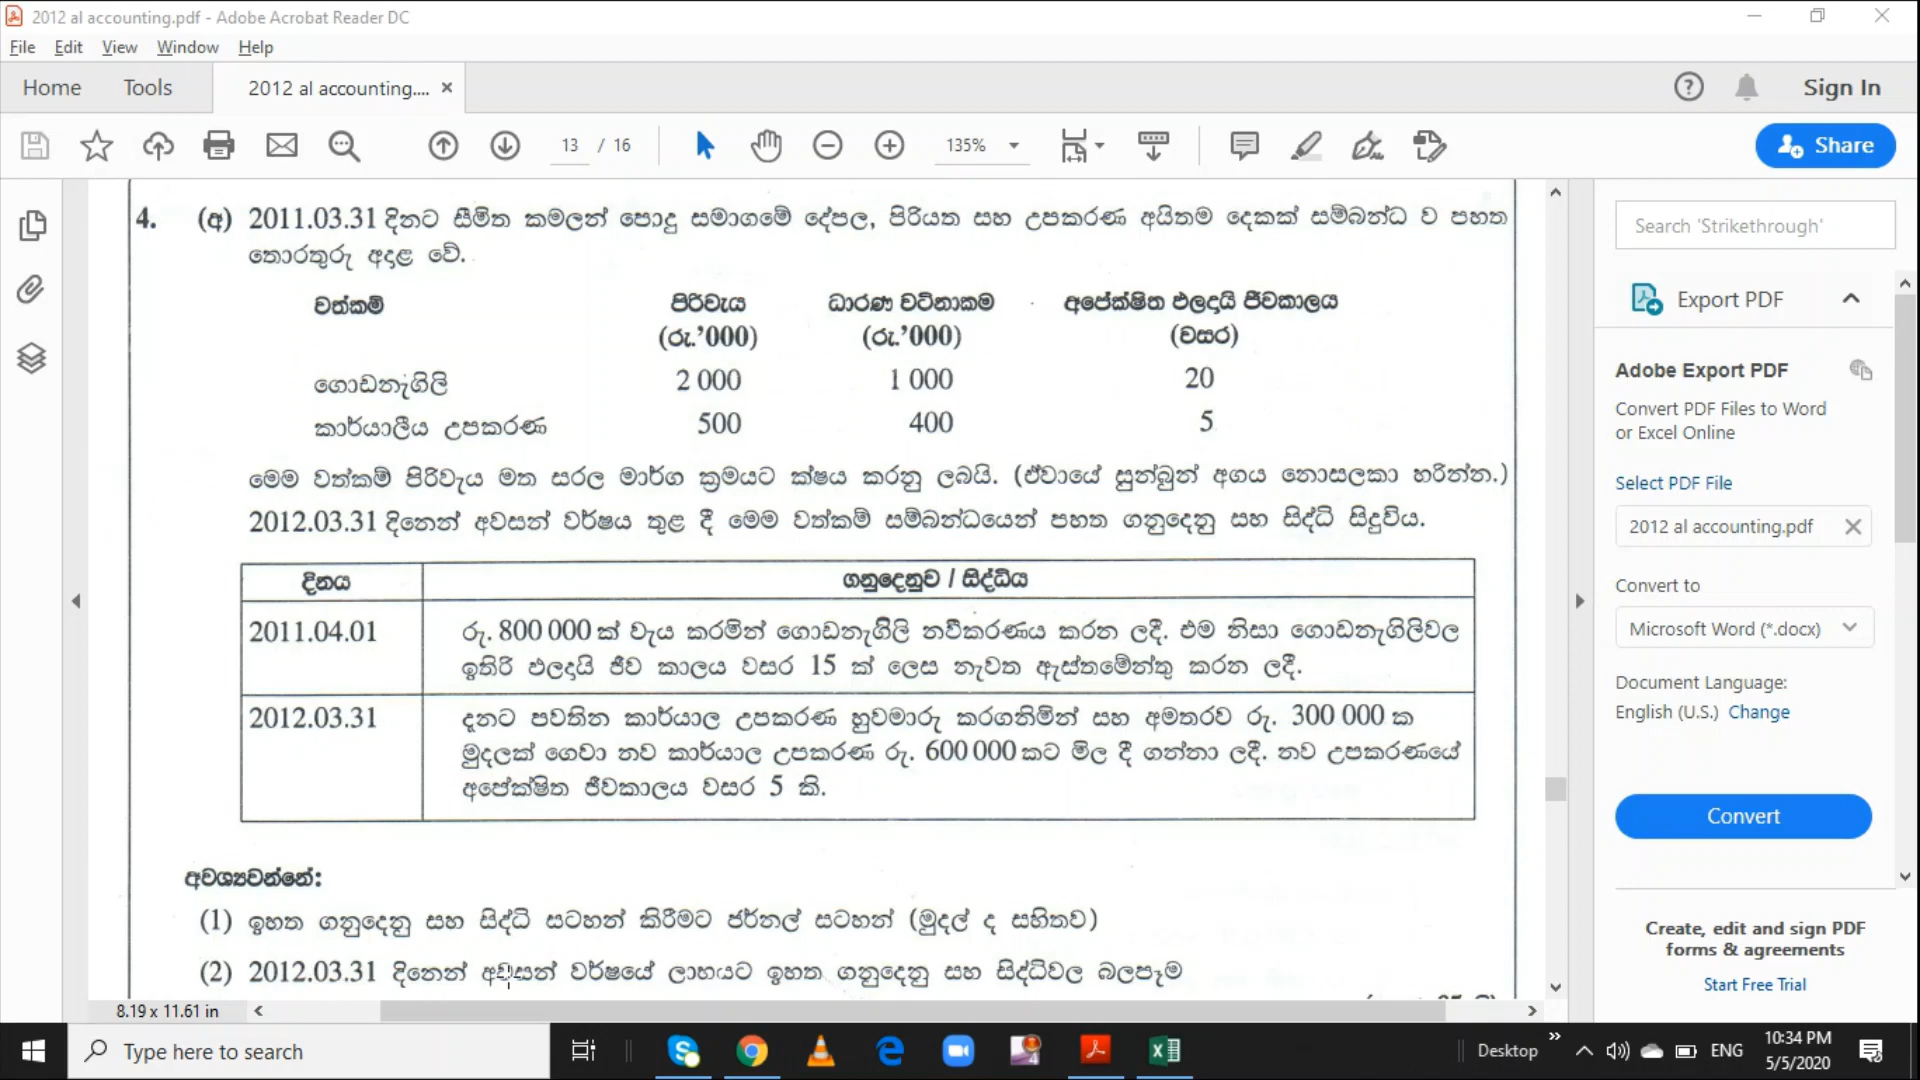 2012 al accounting.pdf - Adobe Acrobat Reader DC
File Edit View Window Help
Home Tools 2012 al accounting.... × Sign In
13 / 16 135% Share
4. (අ) 2011.03.31 දිනට සීමිත කමලන් පොදු සමාගමේ දේපල, පිරියත සහ උපකරණ අයිතම දෙකක් සම්බන්ධ ව පහත
තොරතුරු අදාළ වේ.
වත්කම් පිරිවැය ධාරණ වටිනාකම අපේක්ෂිත ඵලදායි ජීවකාලය
(රු.'000) (රු.'000) (වසර)
ගොඩනැගිලි 2 000 1 000 20
කාර්යාලීය උපකරණ 500 400 5
මෙම වත්කම් පිරිවැය මත සරල මාර්ග ක්‍රමයට ක්ෂය කරනු ලබයි. (ඒවායේ සුන්බුන් අගය නොසලකා හරින්න.)
2012.03.31 දිනෙන් අවසන් වර්ෂය තුළ දී මෙම වත්කම් සම්බන්ධයෙන් පහත ගනුදෙනු සහ සිද්ධි සිදුවිය.
දිනය ගනුදෙනුව / සිද්ධිය
2011.04.01 රු. 800 000 ක් වැය කරමින් ගොඩනැගිලි නවීකරණය කරන ලදී. එම නිසා ගොඩනැගිලිවල
ඉතිරි ඵලදායි ජීව කාලය වසර 15 ක් ලෙස නැවත ඇස්තමේන්තු කරන ලදී.
2012.03.31 දැනට පවතින කාර්යාල උපකරණ හුවමාරු කරගනිමින් සහ අමතරව රු. 300 000 ක
මුදලක් ගෙවා නව කාර්යාල උපකරණ රු. 600 000 කට මිල දී ගන්නා ලදී. නව උපකරණයේ
අපේක්ෂිත ජීවකාලය වසර 5 කි.
අවශ්‍යවන්නේ:
(1) ඉහත ගනුදෙනු සහ සිද්ධි සටහන් කිරීමට ජර්නල් සටහන් (මුදල් ද සහිතව)
(2) 2012.03.31 දිනෙන් අවසන් වර්ෂයේ ලාභයට ඉහත ගනුදෙනු සහ සිද්ධිවල බලපෑම
8.19 x 11.61 in
Search 'Strikethrough'
Export PDF
Adobe Export PDF
Convert PDF Files to Word
or Excel Online
Select PDF File
2012 al accounting.pdf
Convert to
Microsoft Word (*.docx)
Document Language:
English (U.S.) Change
Convert
Create, edit and sign PDF
forms & agreements
Start Free Trial
Type here to search
Desktop ENG 10:34 PM
5/5/2020